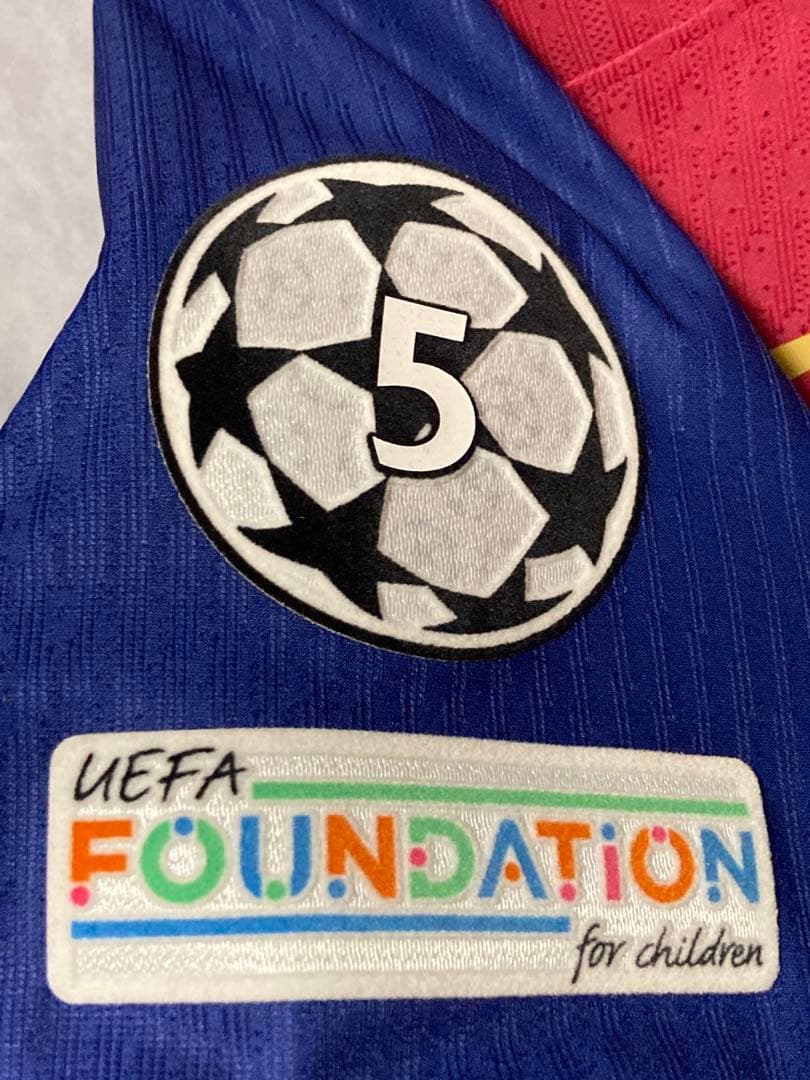 5
UEFA
FOUNDATION
for children